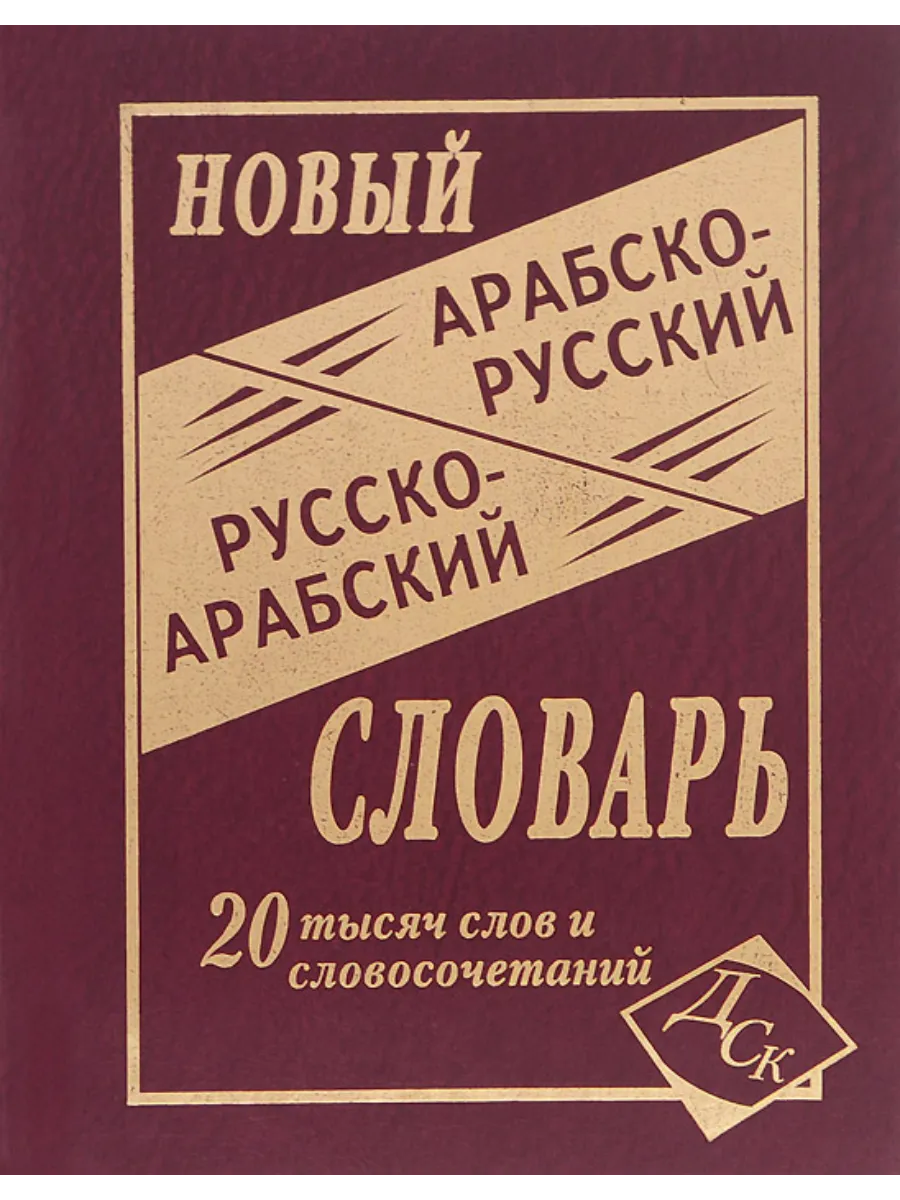 НОВЫЙ
АРАБСКО-
РУССКИЙ
РУССКО-
АРАБСКИЙ
СЛОВАРЬ
20 тысяч слов и
словосочетаний
ДСК